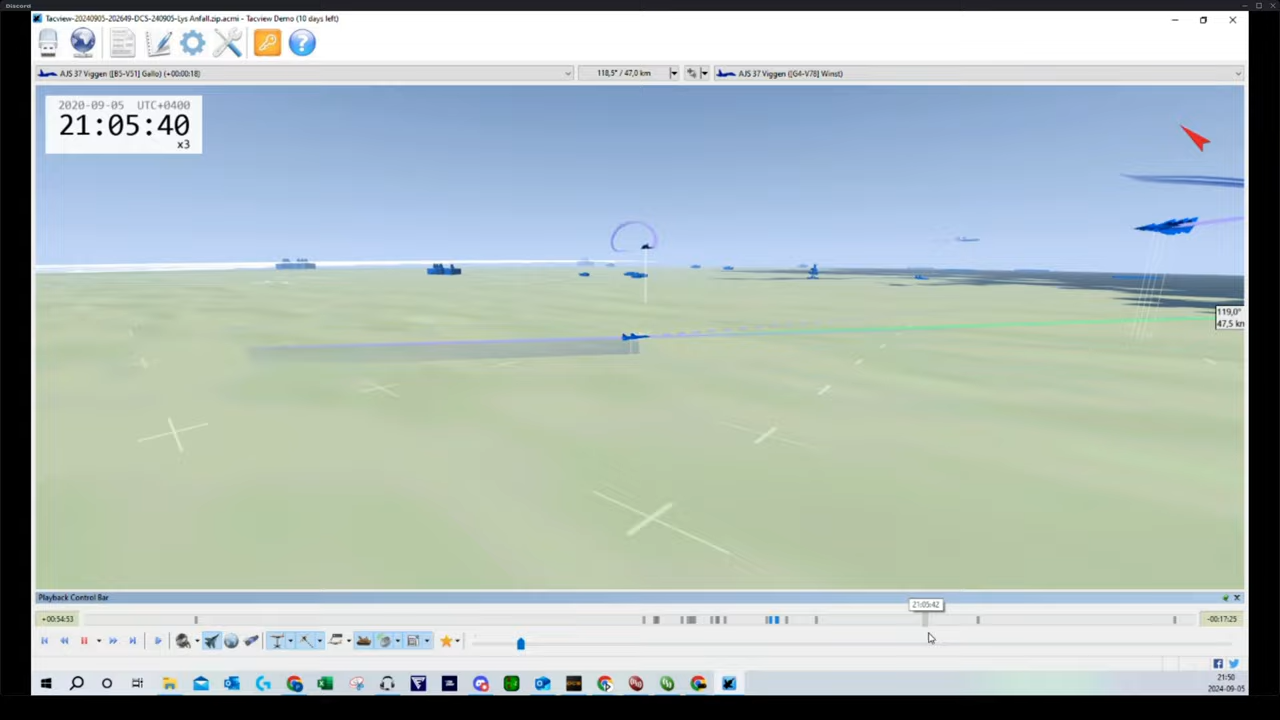 Discord
Tacview-20240905-202649-DCS-240905-Lys Anfall.zip.acmi - Tacview Demo (10 days left)
AJS 37 Viggen ([B5-V51] Gallo) (+00:00:18)
118,5° / 47,0 km
AJS 37 Viggen ([G4-V78] Winst)
2020-09-05 UTC+0400
21:05:40
x3
119,0°
47,5 km
Playback Control Bar
21:05:42
+00:54:53
-00:17:25
21:50
2024-09-05